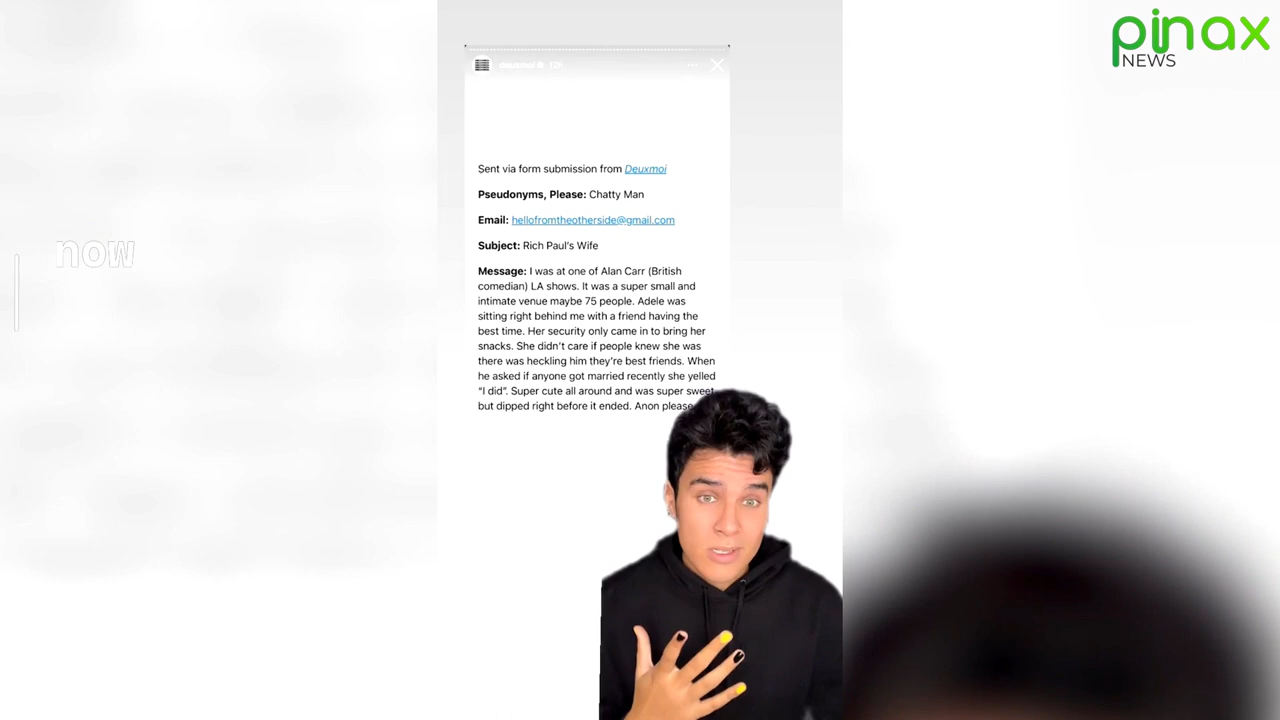 pinax
NEWS
deuxmoi 12h
now
Sent via form submission from Deuxmoi
Pseudonyms, Please: Chatty Man
Email: hellofromtheotherside@gmail.com
Subject: Rich Paul's Wife
Message: I was at one of Alan Carr (British
comedian) LA shows. It was a super small and
intimate venue maybe 75 people. Adele was
sitting right behind me with a friend having the
best time. Her security only came in to bring her
snacks. She didn't care if people knew she was
there was heckling him they're best friends. When
he asked if anyone got married recently she yelled
“I did”. Super cute all around and was super sweet
but dipped right before it ended. Anon please